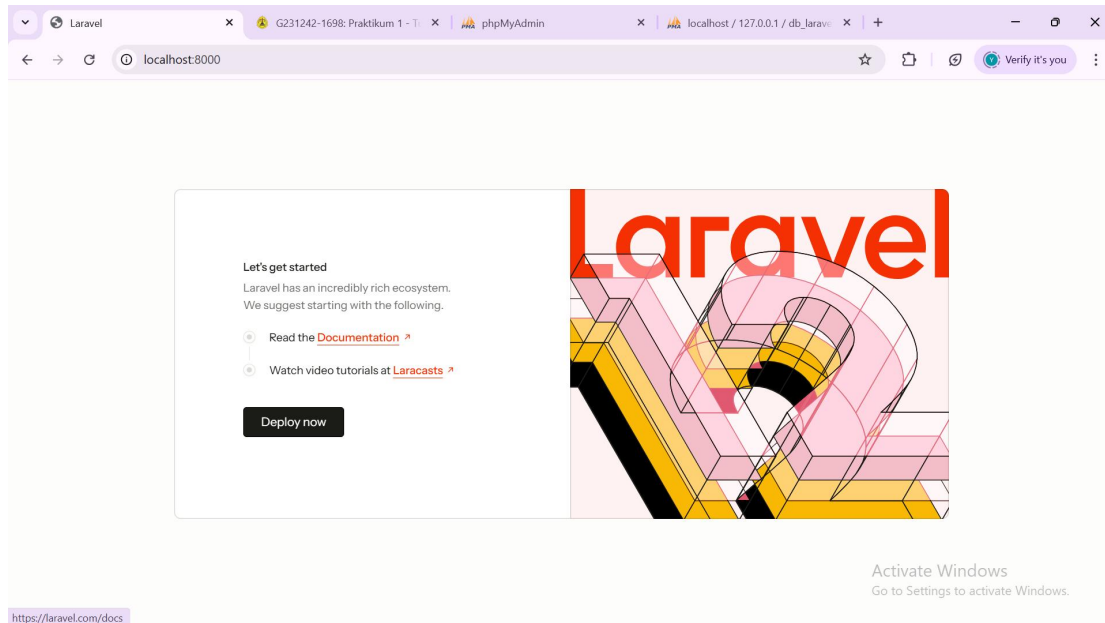 Laravel
G231242-1698: Praktikum 1 - T
phpMyAdmin
localhost / 127.0.0.1 / db_larave
localhost:8000
Verify it's you
Let's get started
Laravel has an incredibly rich ecosystem.
We suggest starting with the following.
Read the Documentation
Watch video tutorials at Laracasts
Deploy now
Laravel
Activate Windows
Go to Settings to activate Windows.
https://laravel.com/docs